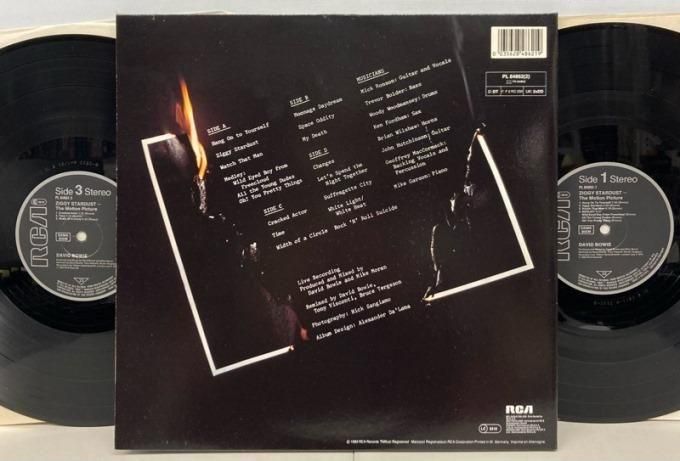 SIDE A
Hang On to Yourself
Ziggy Stardust
Watch That Man
Medley:
Wild Eyed Boy from
Freecloud
All the Young Dudes
Oh! You Pretty Things
SIDE B
Moonage Daydream
Space Oddity
My Death
SIDE C
Cracked Actor
Time
Width of a Circle
SIDE D
Changes
Let's Spend the
Night Together
Suffragette City
White Light/
White Heat
Rock 'N' Roll Suicide
MUSICIANS
Mick Ronson: Guitar and Vocals
Trevor Bolder: Bass
Woody Woodmansey: Drums
Ken Fordham: Sax
Brian Wilshaw: Horns
John Hutchinson: Guitar
Geoffrey MacCormack:
Backing Vocals and
Percussion
Mike Garson: Piano
Live Recording
Produced and Mixed by
David Bowie and Mike Moran
Remixed by David Bowie,
Tony Visconti, Bruce Tergeson
Photography: Mick Sangiamo
Album Design: Alexander Da'Lama
PL 84862(2)
RCA
Side 3 Stereo
ZIGGY STARDUST –
The Motion Picture
DAVID BOWIE
RCA
Side 1 Stereo
ZIGGY STARDUST –
The Motion Picture
DAVID BOWIE
RCA